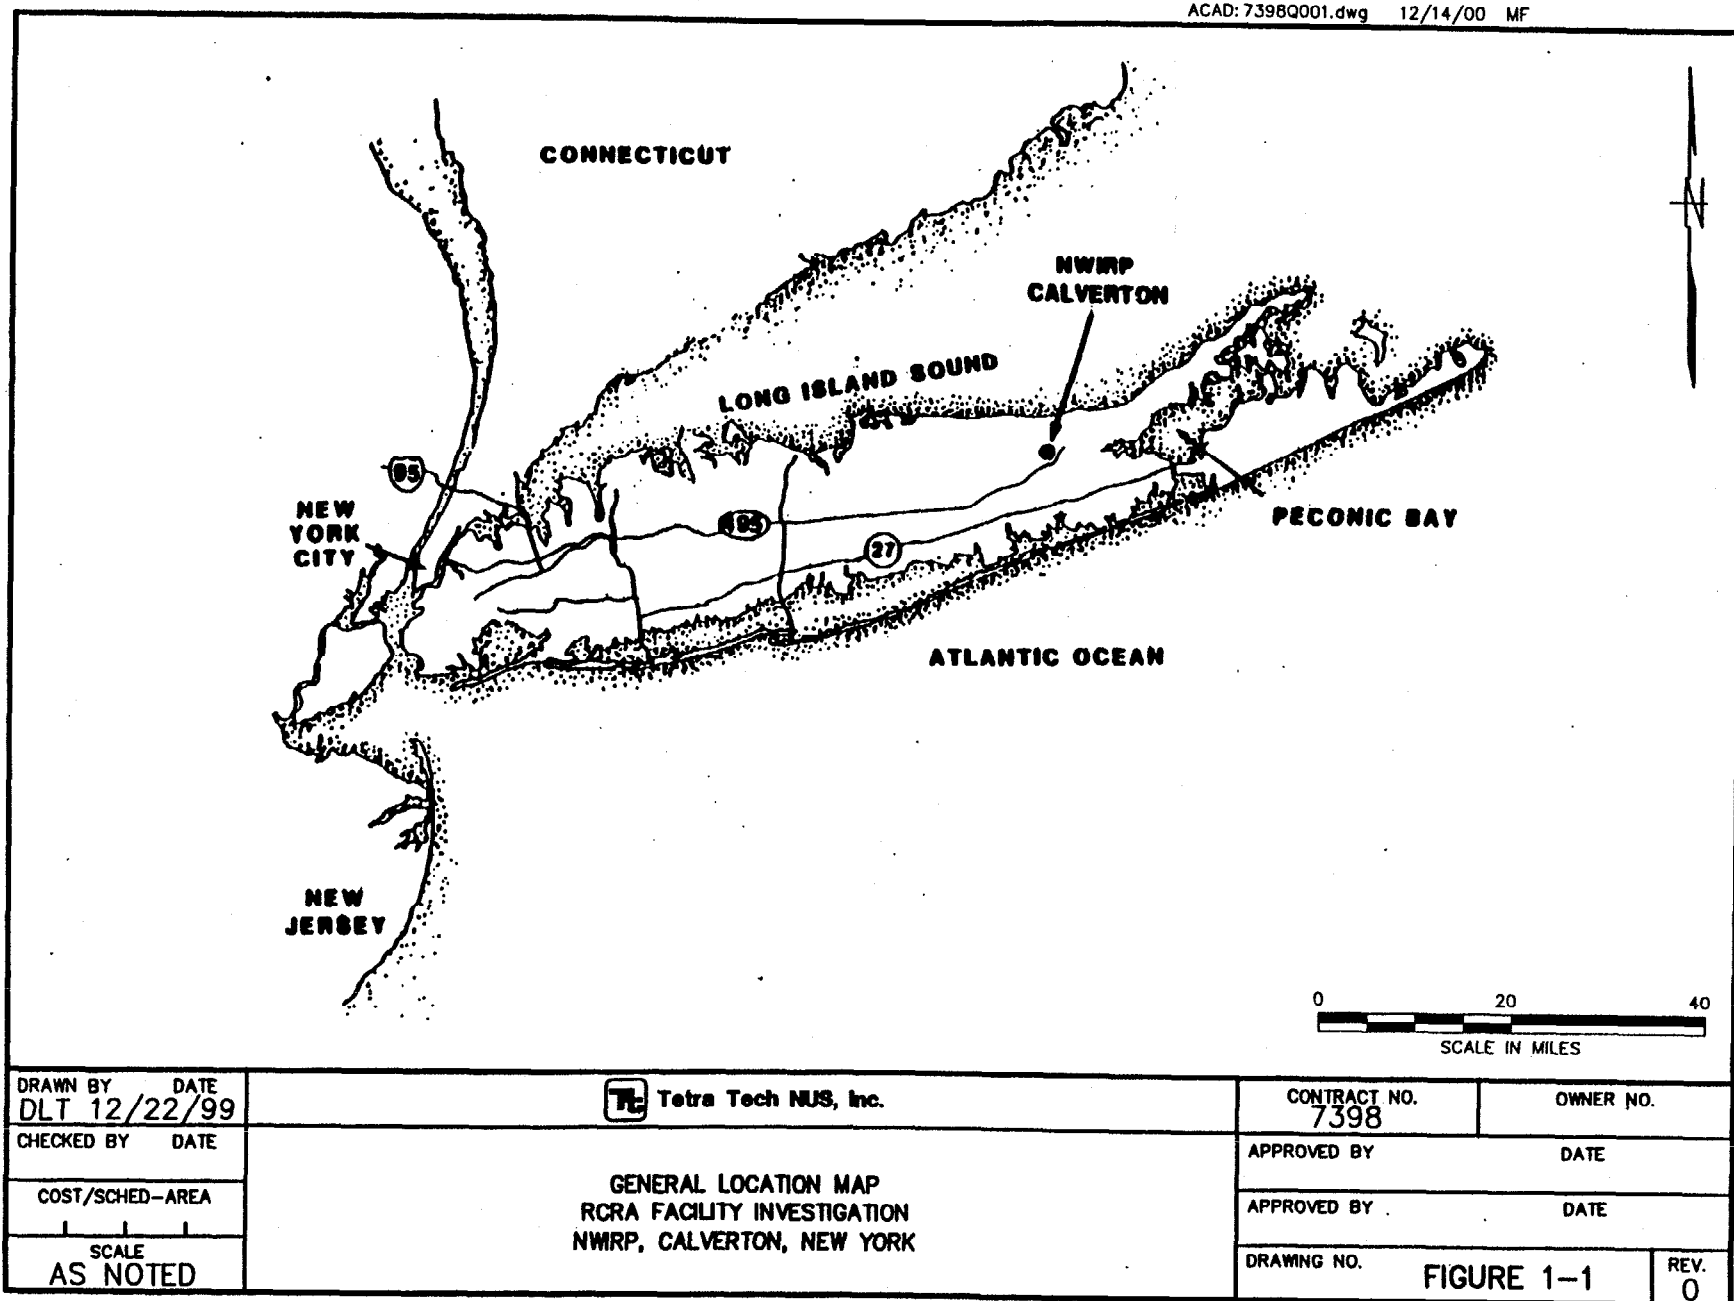 ACAD: 7398Q001.dwg 12/14/00 MF
CONNECTICUT
N
NWIRP
CALVERTON
LONG ISLAND SOUND
95
NEW
YORK
CITY
495
27
PECONIC BAY
ATLANTIC OCEAN
NEW
JERSEY
0 20 40
SCALE IN MILES
DRAWN BY DATE
DLT 12/22/99
CHECKED BY DATE
COST/SCHED-AREA
SCALE
AS NOTED
Tetra Tech NUS, Inc.
GENERAL LOCATION MAP
RCRA FACILITY INVESTIGATION
NWIRP, CALVERTON, NEW YORK
CONTRACT NO.
7398
OWNER NO.
APPROVED BY DATE
APPROVED BY DATE
DRAWING NO.
FIGURE 1-1
REV.
0